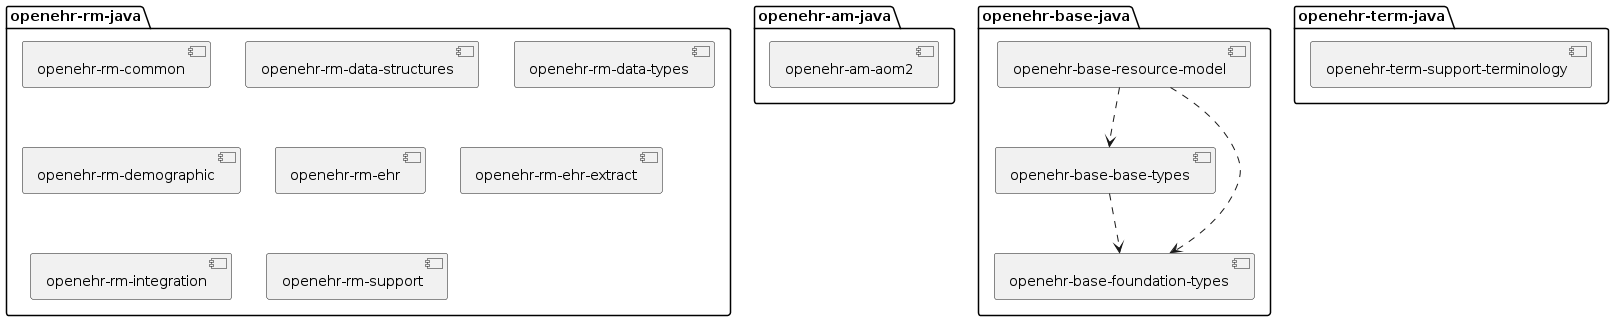 openehr-rm-java
openehr-rm-common
openehr-rm-data-structures
openehr-rm-data-types
openehr-rm-demographic
openehr-rm-ehr
openehr-rm-ehr-extract
openehr-rm-integration
openehr-rm-support
openehr-am-java
openehr-am-aom2
openehr-base-java
openehr-base-resource-model
openehr-base-base-types
openehr-base-foundation-types
openehr-term-java
openehr-term-support-terminology